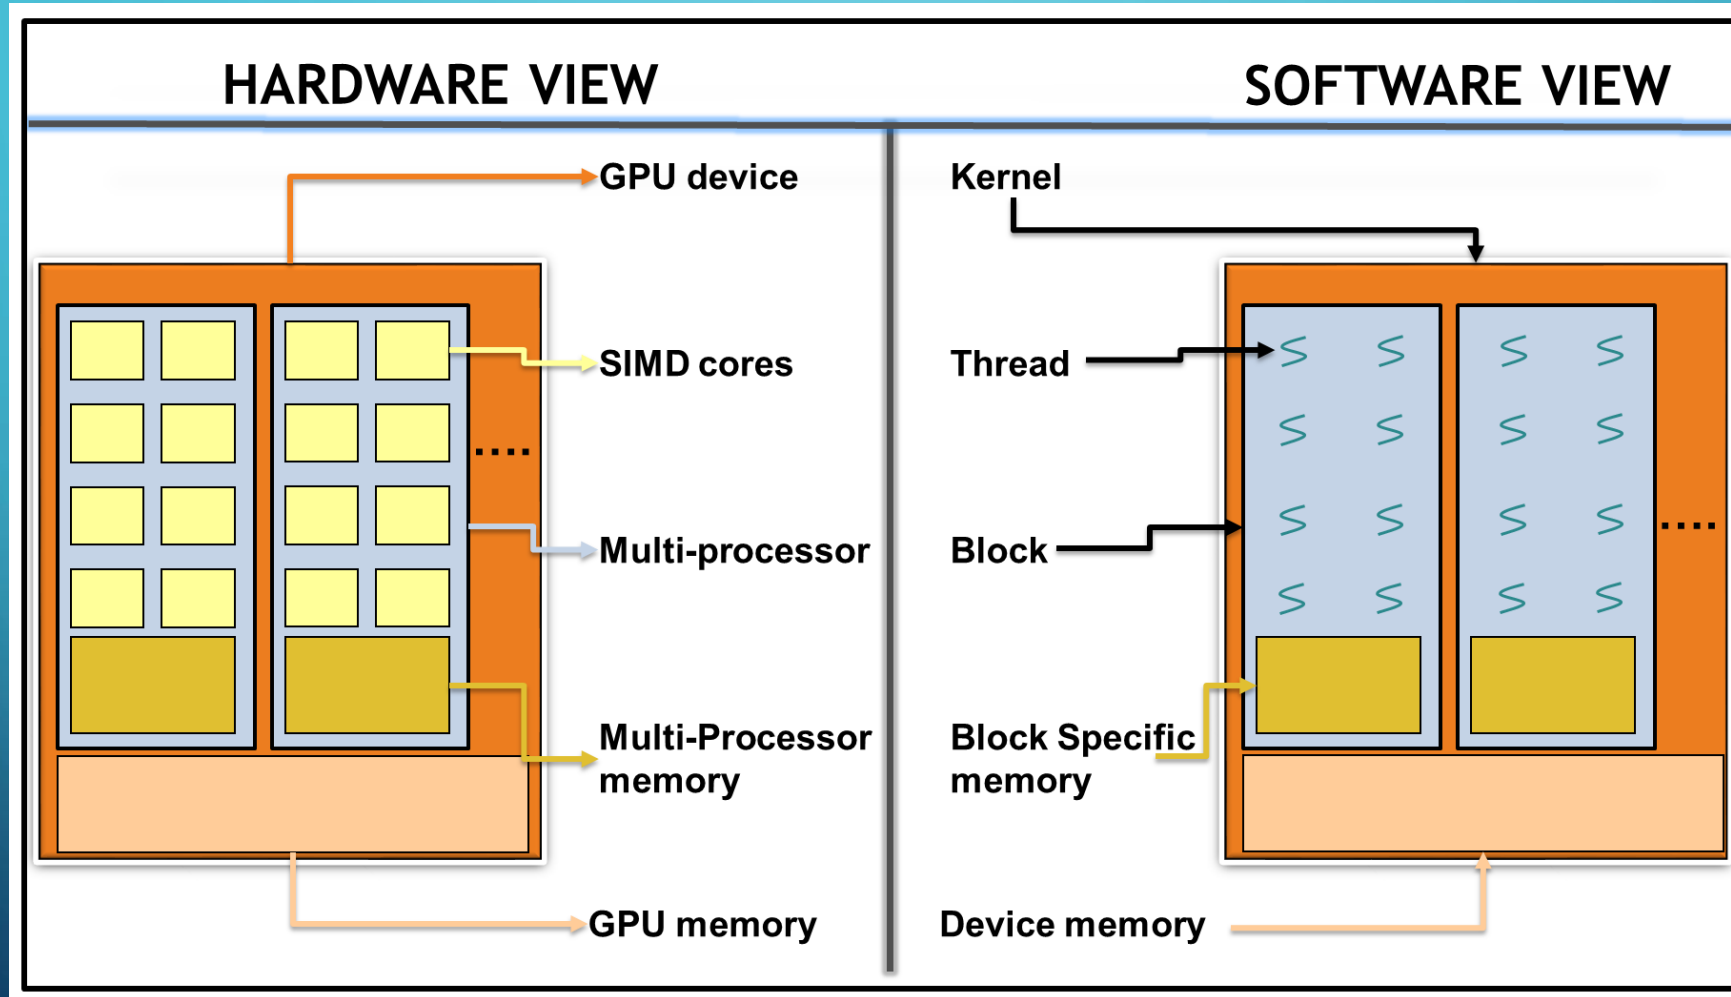 HARDWARE VIEW
SOFTWARE VIEW
GPU device
SIMD cores
....
Multi-processor
Multi-Processor
memory
GPU memory
Kernel
Thread
Block
....
Block Specific
memory
Device memory